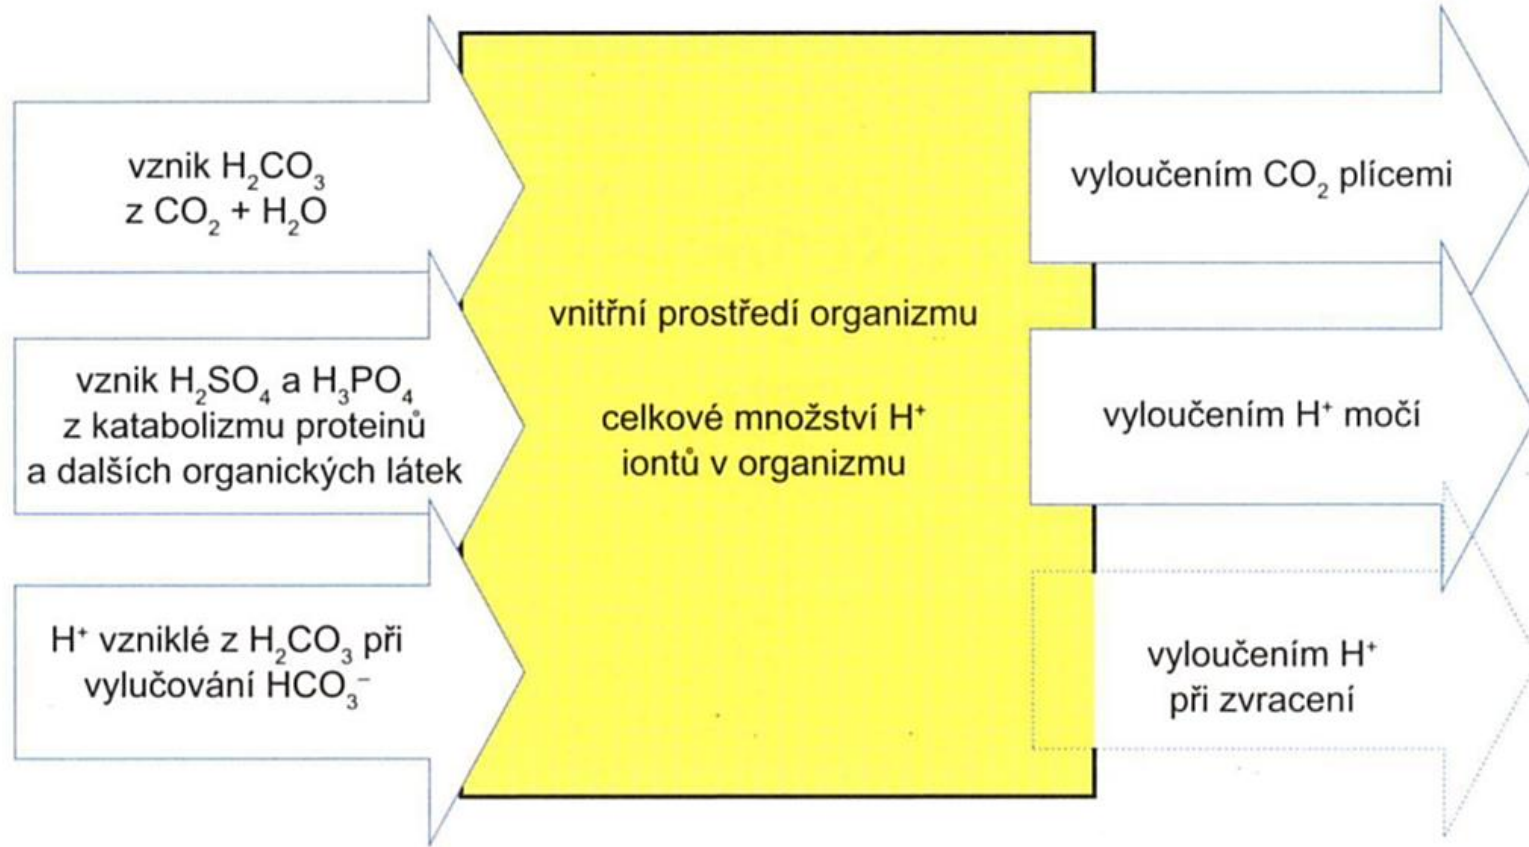 vznik H₂CO₃
z CO₂ + H₂O
vznik H₂SO₄ a H₃PO₄
z katabolizmu proteinů
a dalších organických látek
H⁺ vzniklé z H₂CO₃ při
vylučování HCO₃⁻
vnitřní prostředí organizmu
celkové množství H⁺
iontů v organizmu
vyloučením CO₂ plícemi
vyloučením H⁺ močí
vyloučením H⁺
při zvracení